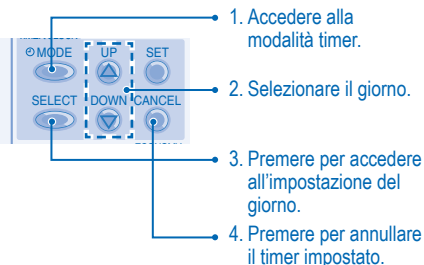 MODE UP SET
SELECT DOWN CANCEL
1. Accedere alla
modalità timer.
2. Selezionare il giorno.
3. Premere per accedere
all'impostazione del
giorno.
4. Premere per annullare
il timer impostato.